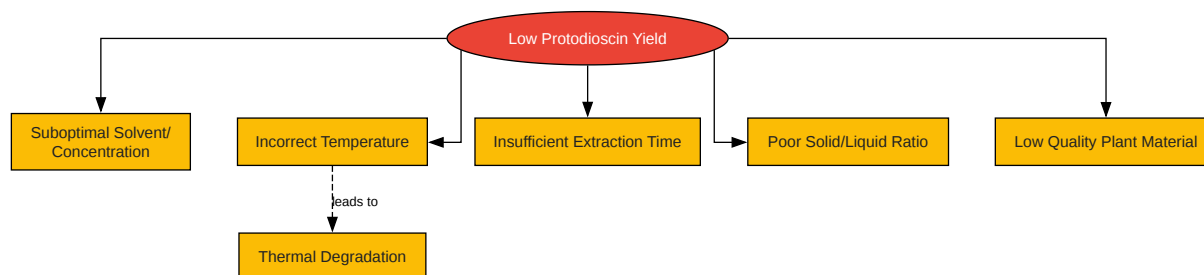 Low Protodioscin Yield
Suboptimal Solvent/
Concentration
Incorrect Temperature
Insufficient Extraction Time
Poor Solid/Liquid Ratio
Low Quality Plant Material
leads to
Thermal Degradation